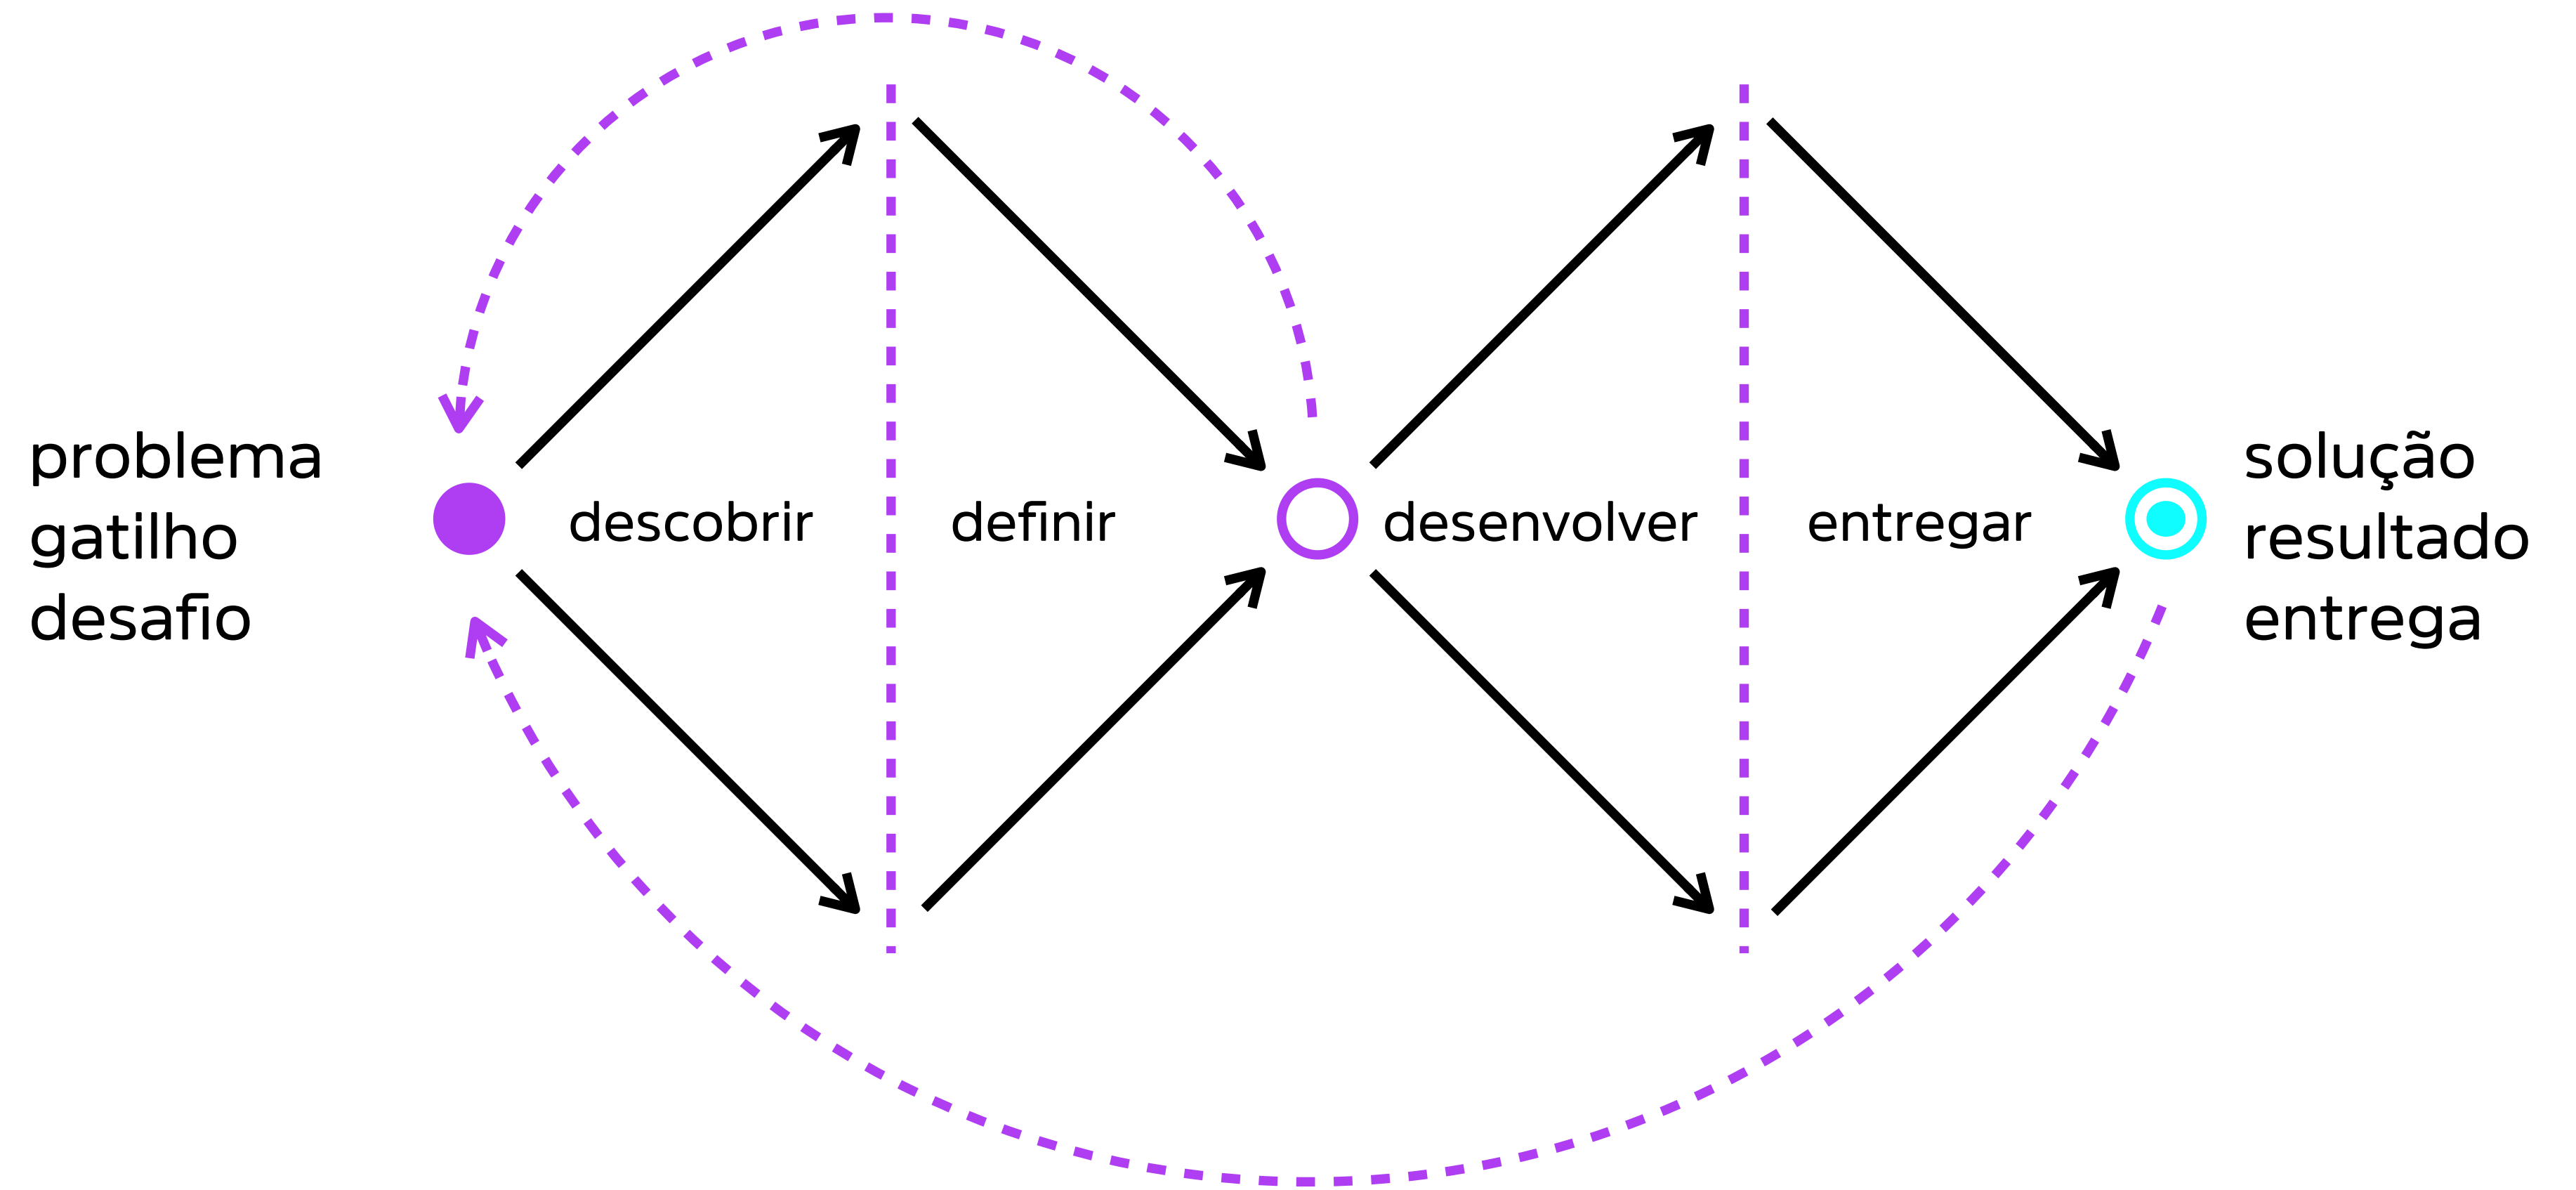 problema
gatilho
desafio
descobrir
definir
desenvolver
entregar
solução
resultado
entrega